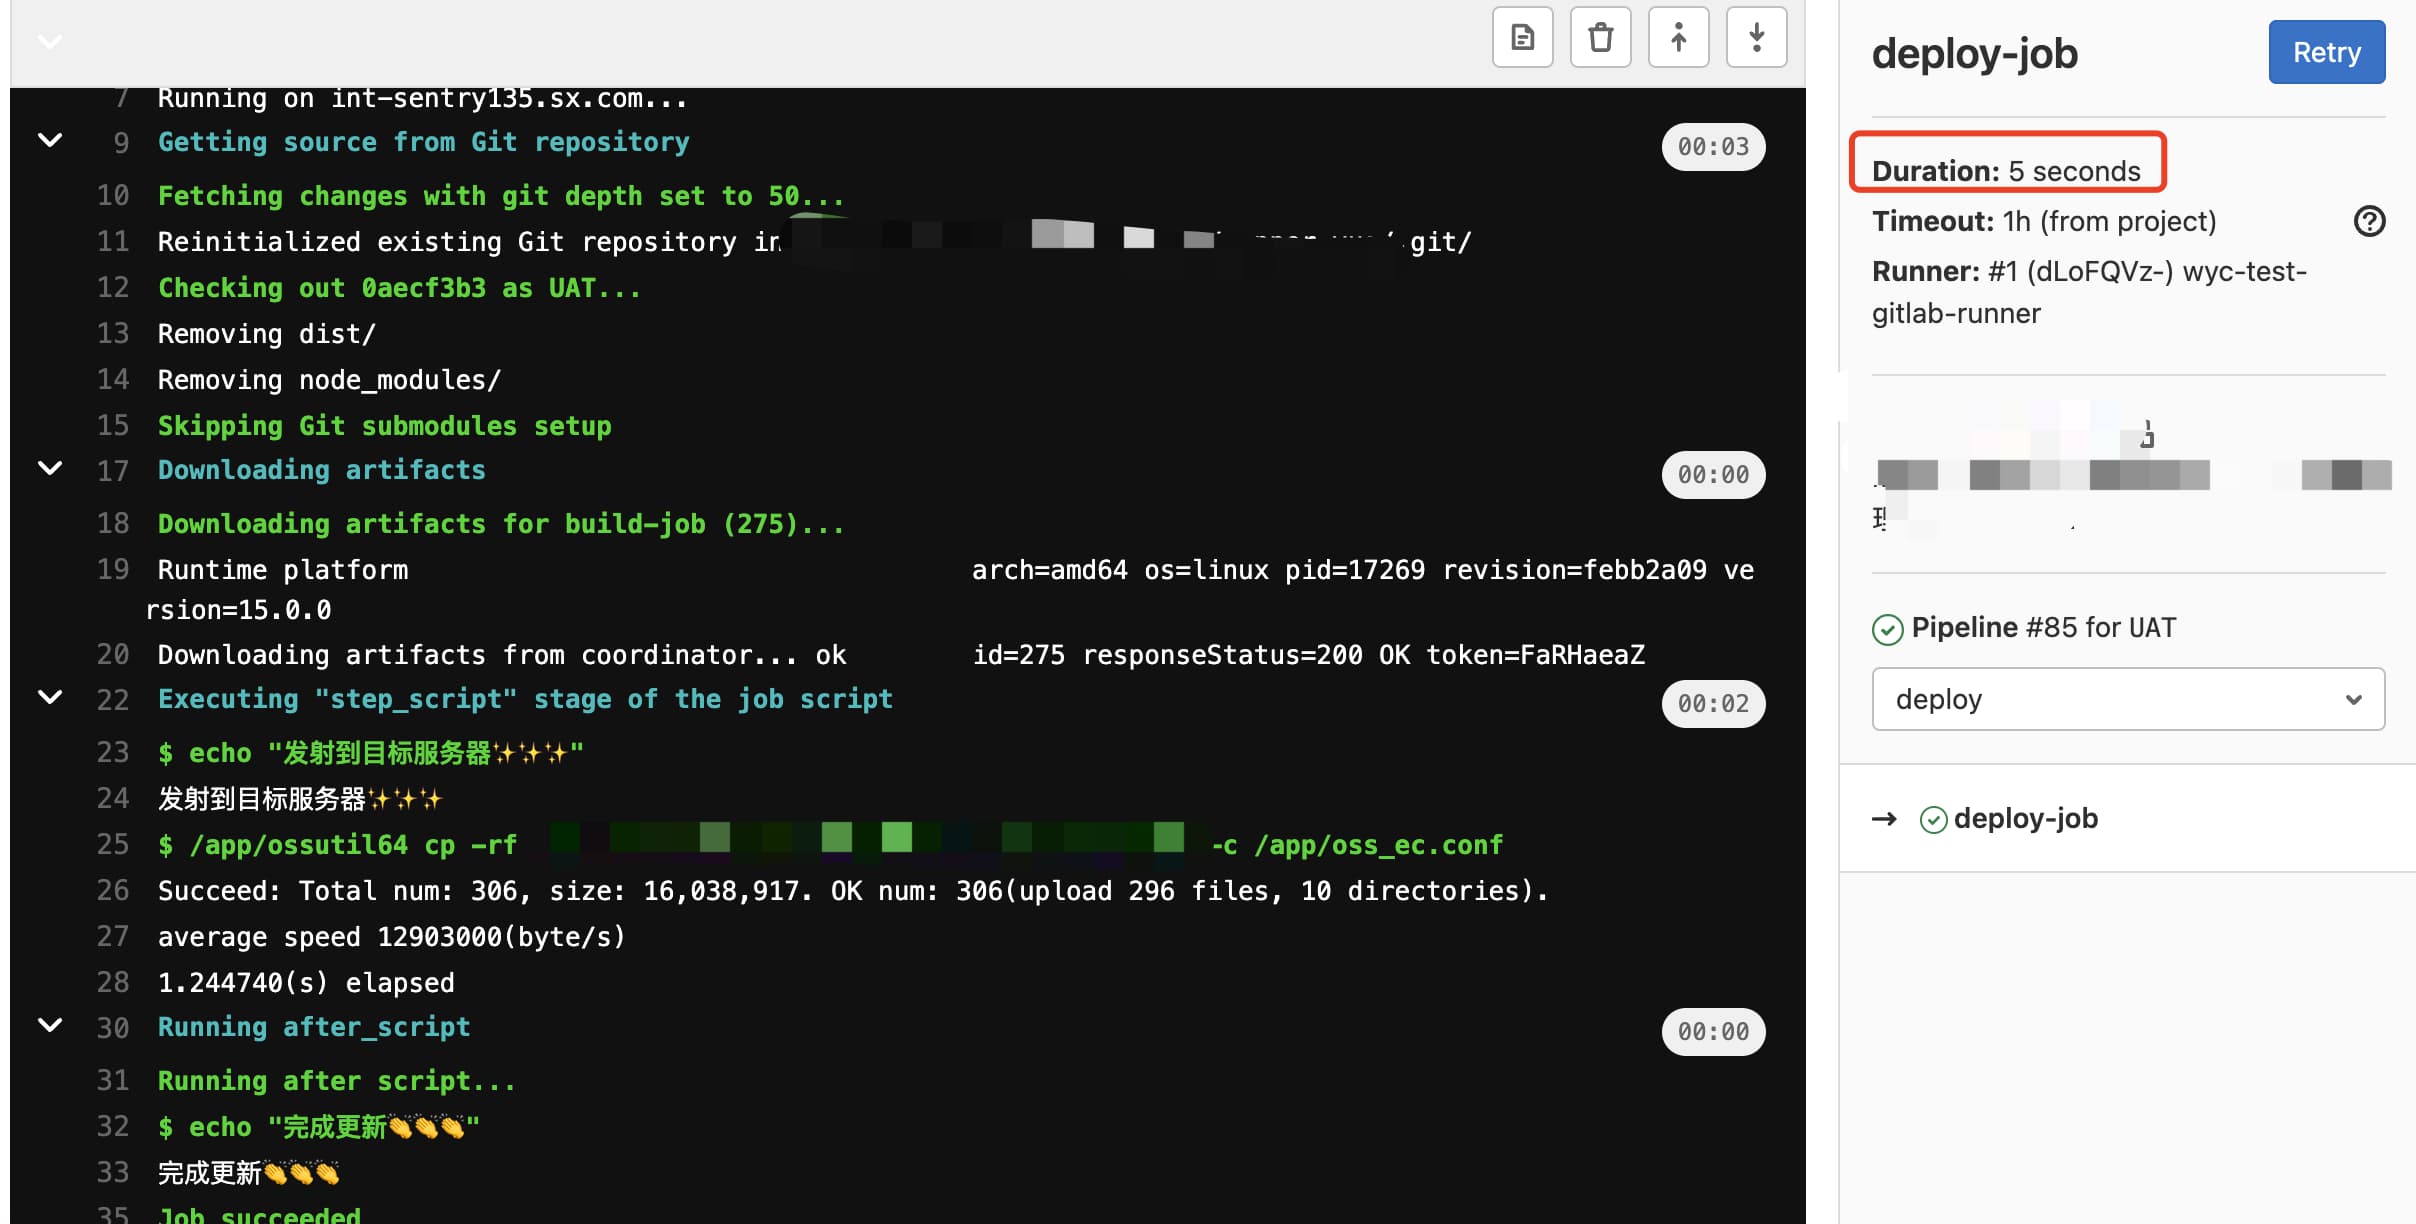 7 Running on int-sentry135.sx.com...
9 Getting source from Git repository 00:03
10 Fetching changes with git depth set to 50...
11 Reinitialized existing Git repository in .git/
12 Checking out 0aecf3b3 as UAT...
13 Removing dist/
14 Removing node_modules/
15 Skipping Git submodules setup
17 Downloading artifacts 00:00
18 Downloading artifacts for build-job (275)...
19 Runtime platform arch=amd64 os=linux pid=17269 revision=febb2a09 ve
rsion=15.0.0
20 Downloading artifacts from coordinator... ok id=275 responseStatus=200 OK token=FaRHaeaZ
22 Executing "step_script" stage of the job script 00:02
23 $ echo "发射到目标服务器✨✨✨"
24 发射到目标服务器✨✨✨
25 $ /app/ossutil64 cp -rf -c /app/oss_ec.conf
26 Succeed: Total num: 306, size: 16,038,917. OK num: 306(upload 296 files, 10 directories).
27 average speed 12903000(byte/s)
28 1.244740(s) elapsed
30 Running after_script 00:00
31 Running after script...
32 $ echo "完成更新👏👏👏"
33 完成更新👏👏👏
35 Job succeeded
deploy-job
Retry
Duration: 5 seconds
Timeout: 1h (from project)
Runner: #1 (dLoFQVz-) wyc-test-
gitlab-runner
Pipeline #85 for UAT
deploy
→ deploy-job